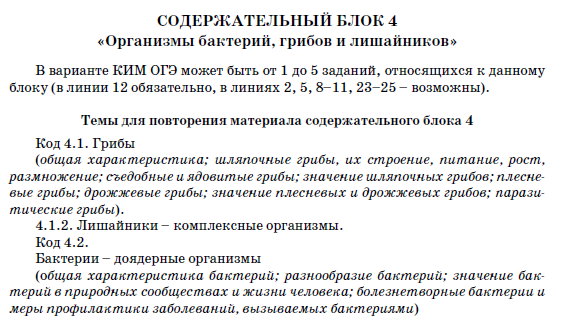 СОДЕРЖАТЕЛЬНЫЙ БЛОК 4
«Организмы бактерий, грибов и лишайников»
В варианте КИМ ОГЭ может быть от 1 до 5 заданий, относящихся к данному
блоку (в линии 12 обязательно, в линиях 2, 5, 8–11, 23–25 – возможны).
Темы для повторения материала содержательного блока 4
Код 4.1. Грибы
(общая характеристика; шляпочные грибы, их строение, питание, рост,
размножение; съедобные и ядовитые грибы; значение шляпочных грибов; плесне-
вые грибы; дрожжевые грибы; значение плесневых и дрожжевых грибов; парази-
тические грибы).
4.1.2. Лишайники – комплексные организмы.
Код 4.2.
Бактерии – доядерные организмы
(общая характеристика бактерий; разнообразие бактерий; значение бак-
терий в природных сообществах и жизни человека; болезнетворные бактерии и
меры профилактики заболеваний, вызываемых бактериями)